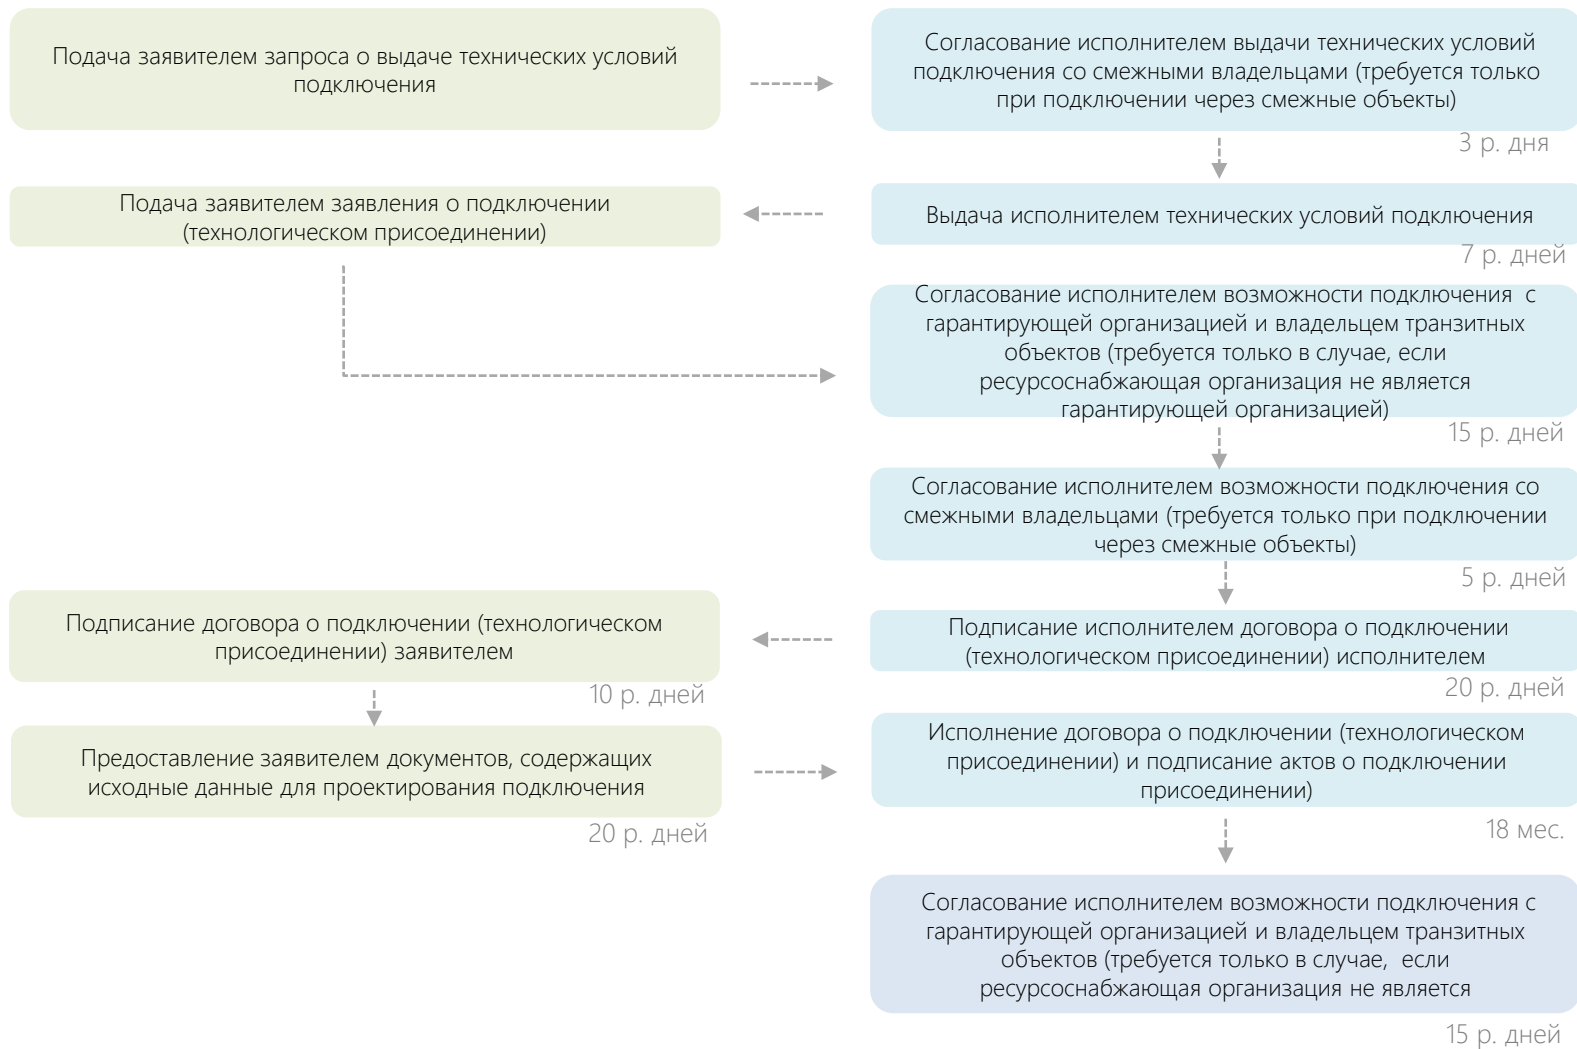 Подача заявителем запроса о выдаче технических условий
подключения
Согласование исполнителем выдачи технических условий
подключения со смежными владельцами (требуется только
при подключении через смежные объекты)
3 р. дня
Подача заявителем заявления о подключении
(технологическом присоединении)
Выдача исполнителем технических условий подключения
7 р. дней
Согласование исполнителем возможности подключения с
гарантирующей организацией и владельцем транзитных
объектов (требуется только в случае, если
ресурсоснабжающая организация не является
гарантирующей организацией)
15 р. дней
Согласование исполнителем возможности подключения со
смежными владельцами (требуется только при подключении
через смежные объекты)
5 р. дней
Подписание договора о подключении (технологическом
присоединении) заявителем
10 р. дней
Подписание исполнителем договора о подключении
(технологическом присоединении) исполнителем
20 р. дней
Предоставление заявителем документов, содержащих
исходные данные для проектирования подключения
20 р. дней
Исполнение договора о подключении (технологическом
присоединении) и подписание актов о подключении
присоединении)
18 мес.
Согласование исполнителем возможности подключения с
гарантирующей организацией и владельцем транзитных
объектов (требуется только в случае, если
ресурсоснабжающая организация не является
15 р. дней